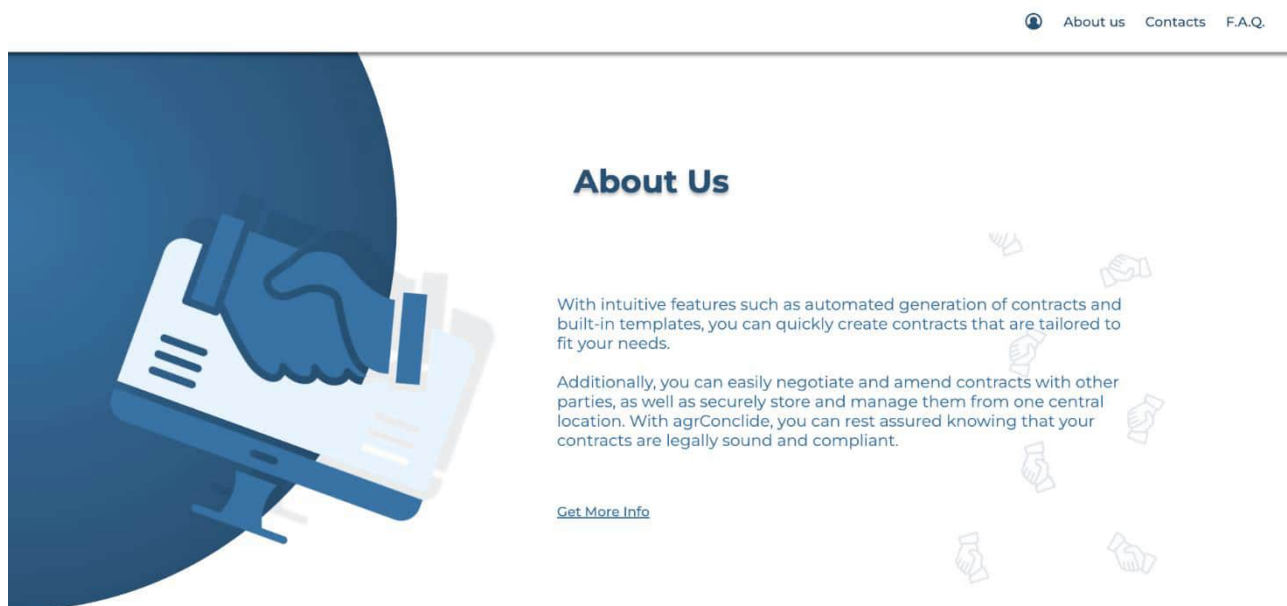 About us Contacts F.A.Q.
About Us
With intuitive features such as automated generation of contracts and
built-in templates, you can quickly create contracts that are tailored to
fit your needs.
Additionally, you can easily negotiate and amend contracts with other
parties, as well as securely store and manage them from one central
location. With agrConclide, you can rest assured knowing that your
contracts are legally sound and compliant.
Get More Info